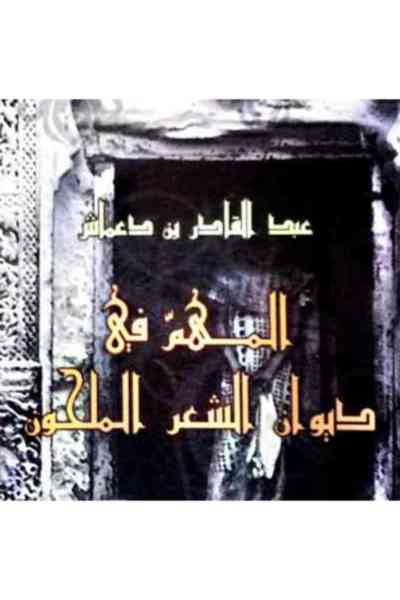 عبد القادر بن دعماش
المهمّ في
ديوان الشعر الملحون